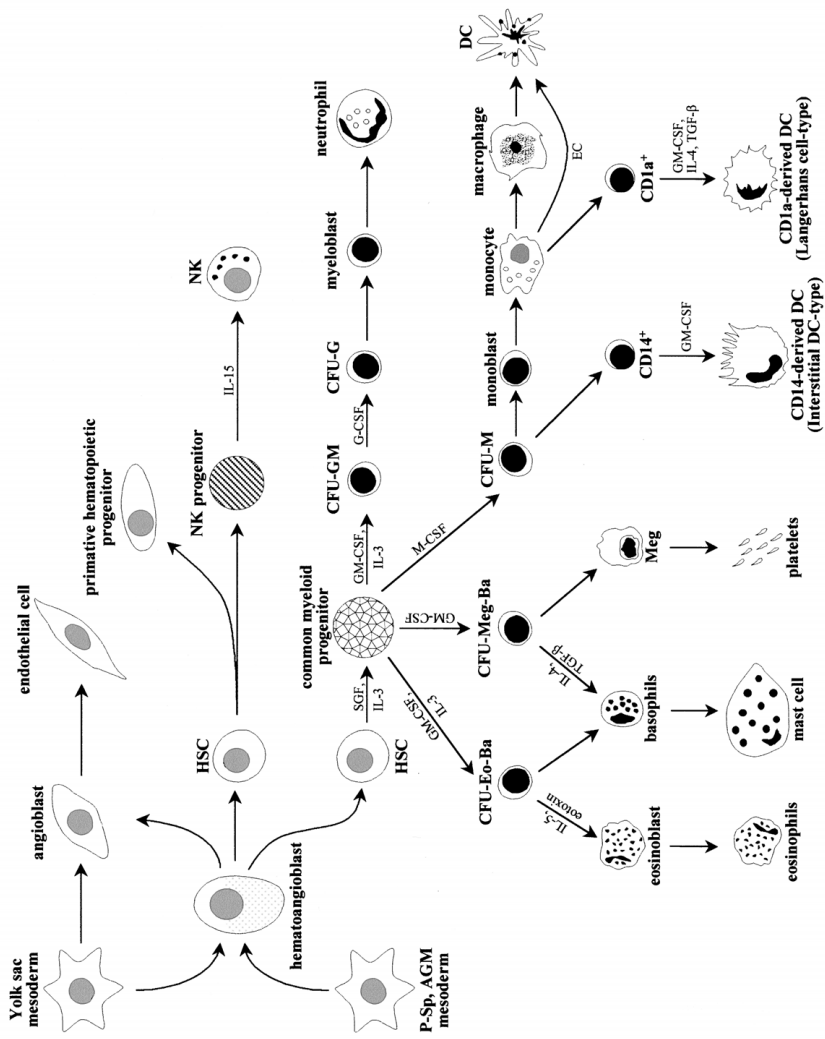 Yolk sac
mesoderm
angioblast
endothelial cell
primative hematopoietic
progenitor
P-Sp, AGM
mesoderm
hematoangioblast
HSC
NK progenitor
IL-15
NK
HSC
SGF,
IL-3
common myeloid
progenitor
GM-CSF,
IL-3
CFU-GM
G-CSF
CFU-G
myeloblast
neutrophil
GM-CSF,
IL-3
GM-CSF
M-CSF
CFU-Eo-Ba
CFU-Meg-Ba
CFU-M
monoblast
monocyte
macrophage
DC
EC
IL-5,
eotoxin
IL-4,
TGF-β
eosinoblast
basophils
Meg
CD14+
CD1a+
GM-CSF
GM-CSF,
IL-4, TGF-β
eosinophils
mast cell
platelets
CD14-derived DC
(Interstitial DC-type)
CD1a-derived DC
(Langerhans cell-type)